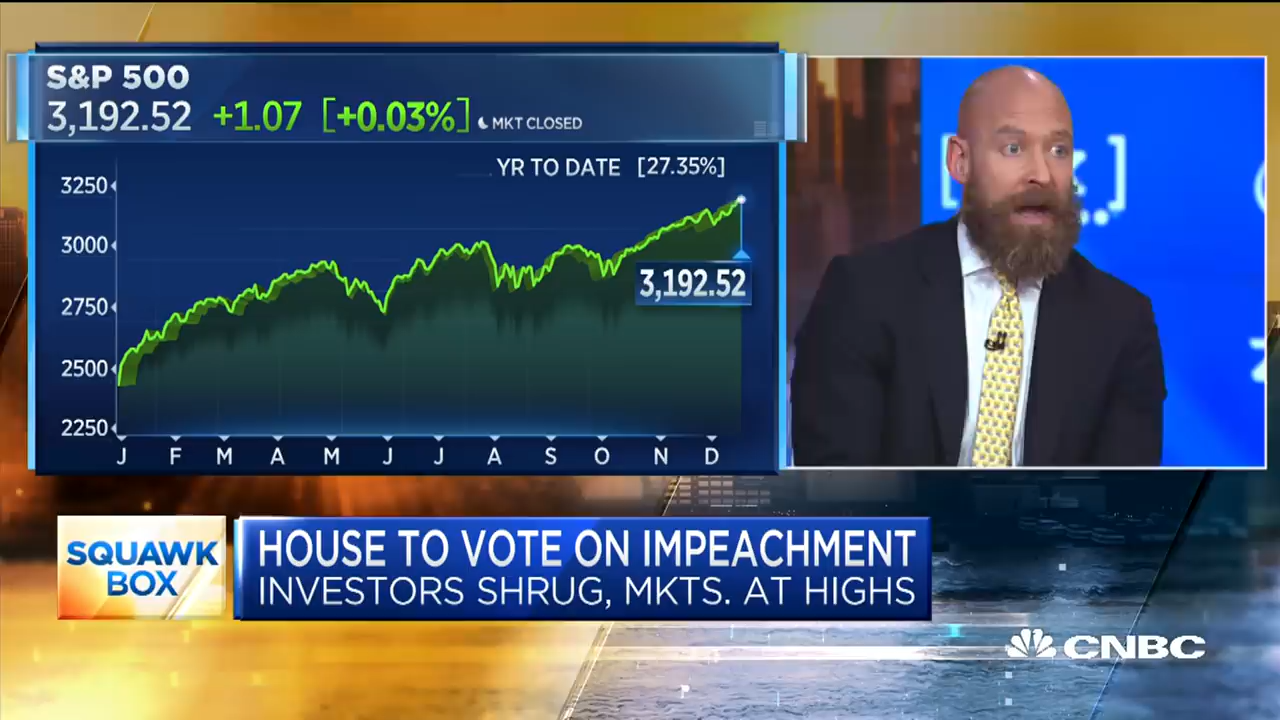 S&P 500
3,192.52 +1.07 [+0.03%] MKT CLOSED
YR TO DATE [27.35%]
3250
3000
2750
2500
2250
3,192.52
J F M A M J J A S O N D
SQUAWK
BOX
HOUSE TO VOTE ON IMPEACHMENT
INVESTORS SHRUG, MKTS. AT HIGHS
CNBC